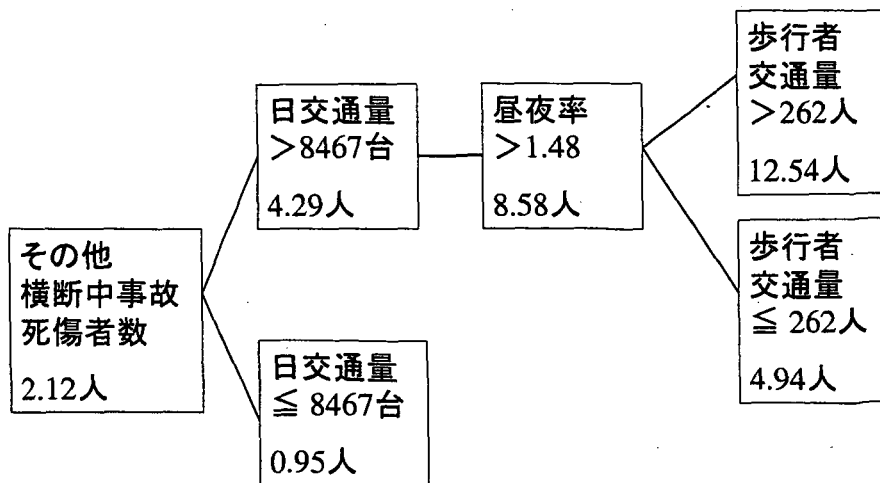 その他
横断中事故
死傷者数
2.12人
日交通量
＞8467台
4.29人
日交通量
≦ 8467台
0.95人
昼夜率
＞1.48
8.58人
歩行者
交通量
＞262人
12.54人
歩行者
交通量
≦ 262人
4.94人